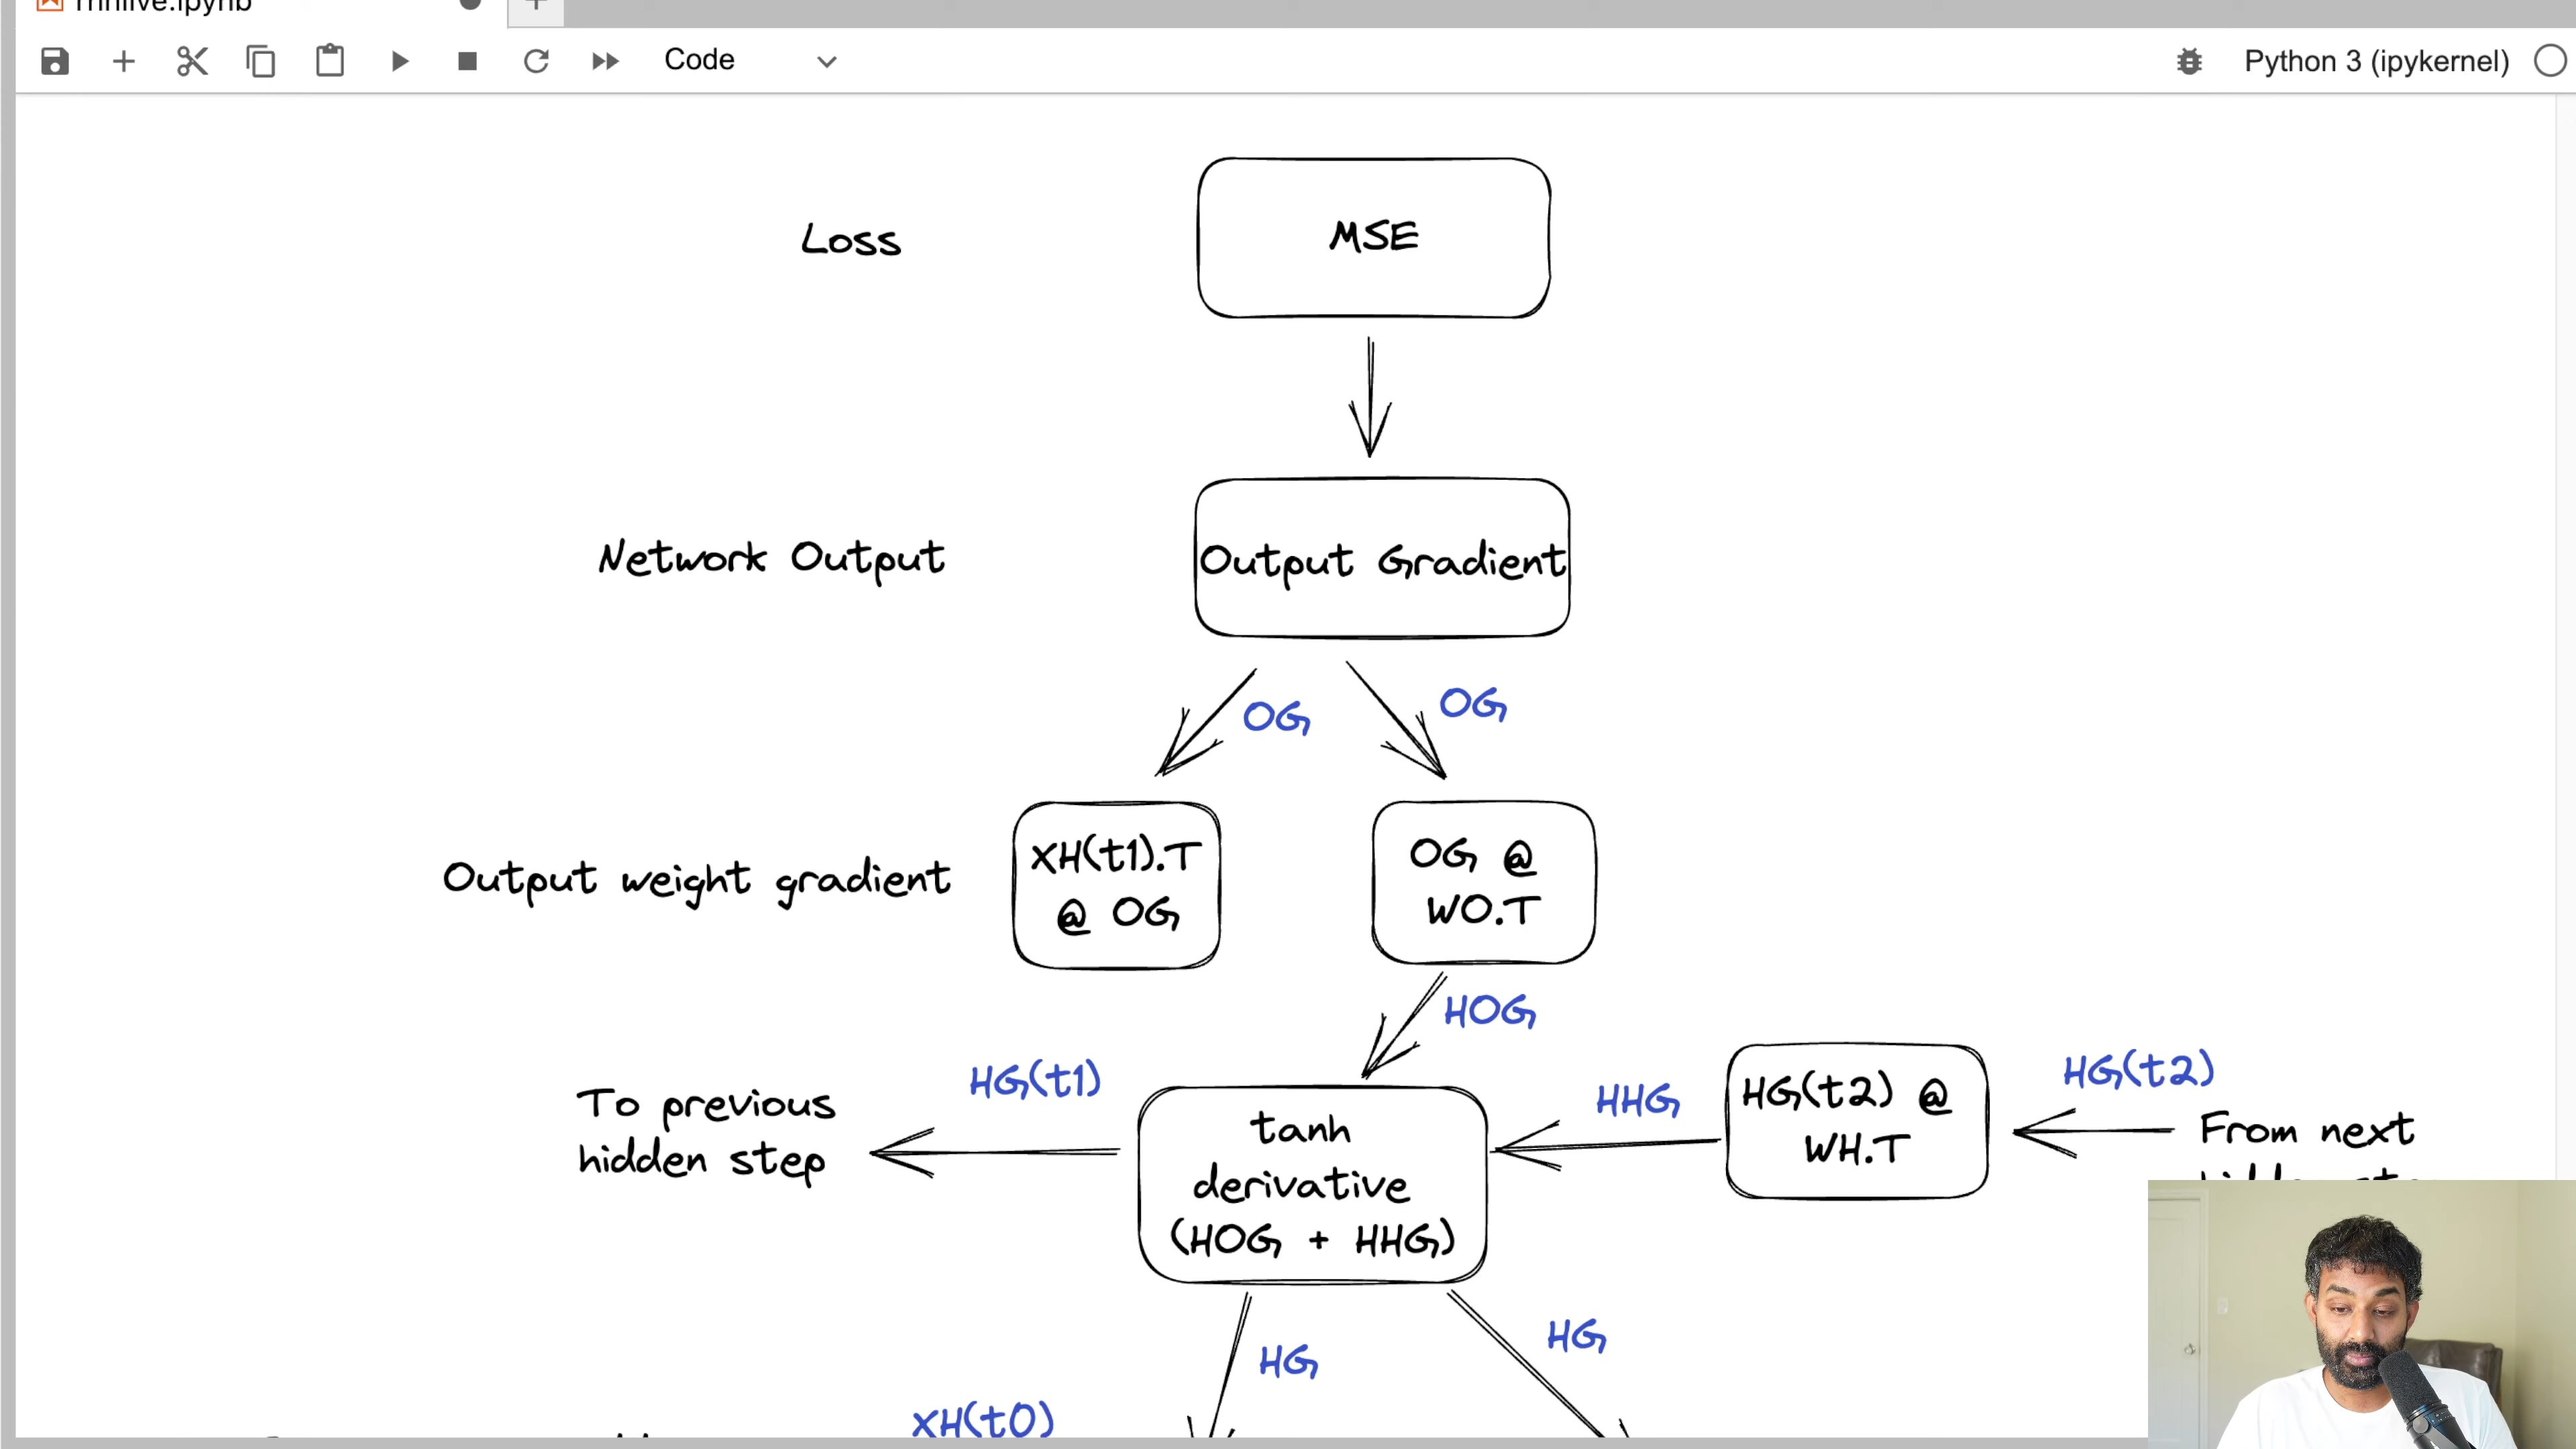 rnnlive.ipynb
Code
Python 3 (ipykernel)
Loss
MSE
Network Output
Output Gradient
OG
OG
Output weight gradient
XH(t1).T
@ OG
OG @
WO.T
HOG
To previous
hidden step
HG(t1)
tanh
derivative
(HOG + HHG)
HHG
HG(t2) @
WH.T
HG(t2)
From next
HG
HG
XH(t0)